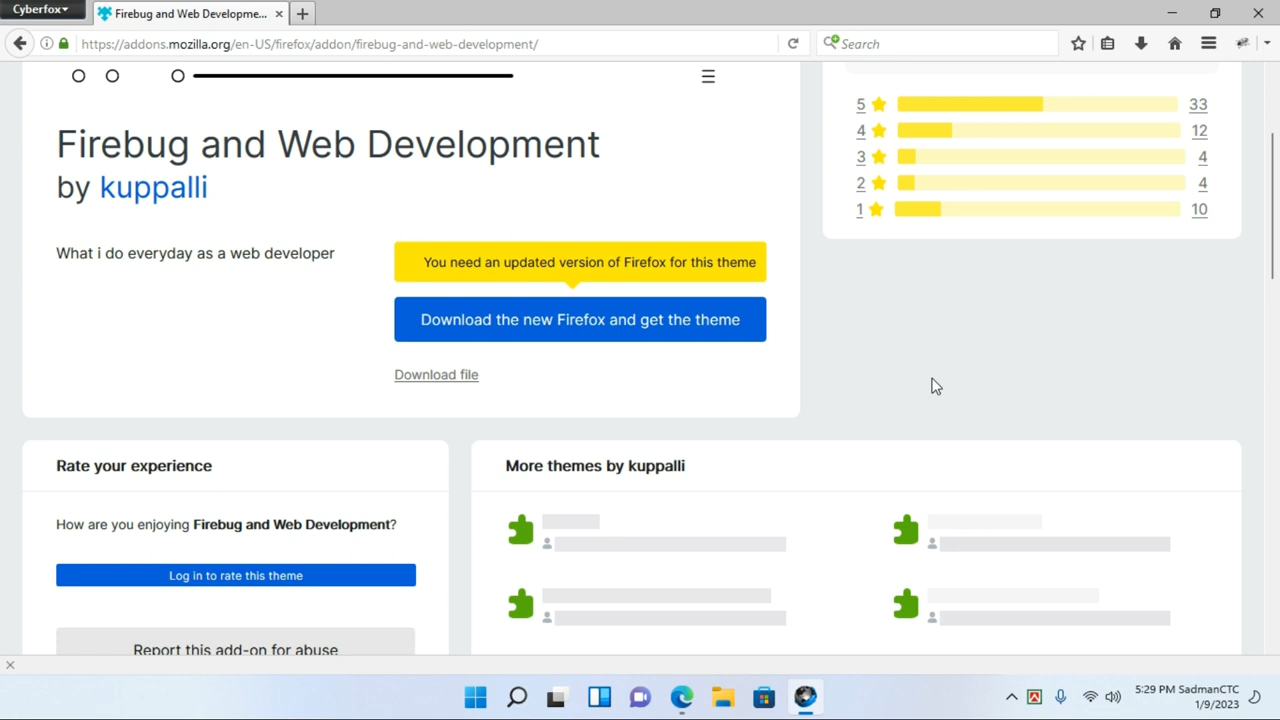 Cyberfox
Firebug and Web Developme...
https://addons.mozilla.org/en-US/firefox/addon/firebug-and-web-development/
Search
Firebug and Web Development
by kuppalli
What i do everyday as a web developer
You need an updated version of Firefox for this theme
Download the new Firefox and get the theme
Download file
5 33
4 12
3 4
2 4
1 10
Rate your experience
How are you enjoying Firebug and Web Development?
Log in to rate this theme
Report this add-on for abuse
More themes by kuppalli
5:29 PM SadmanCTC
1/9/2023